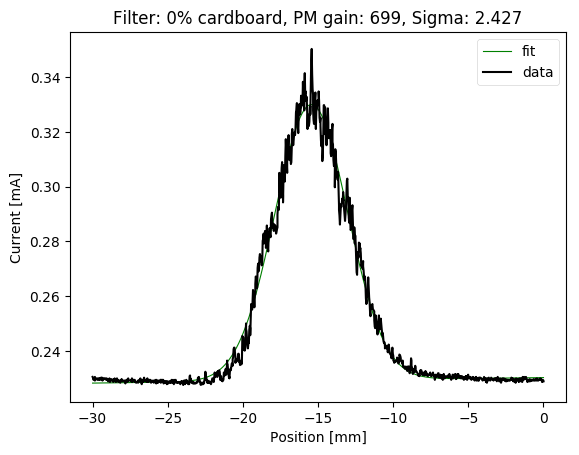 Filter: 0% cardboard, PM gain: 699, Sigma: 2.427
fit
data
0.34
0.32
0.30
0.28
0.26
0.24
Current [mA]
−30
−25
−20
−15
−10
−5
0
Position [mm]